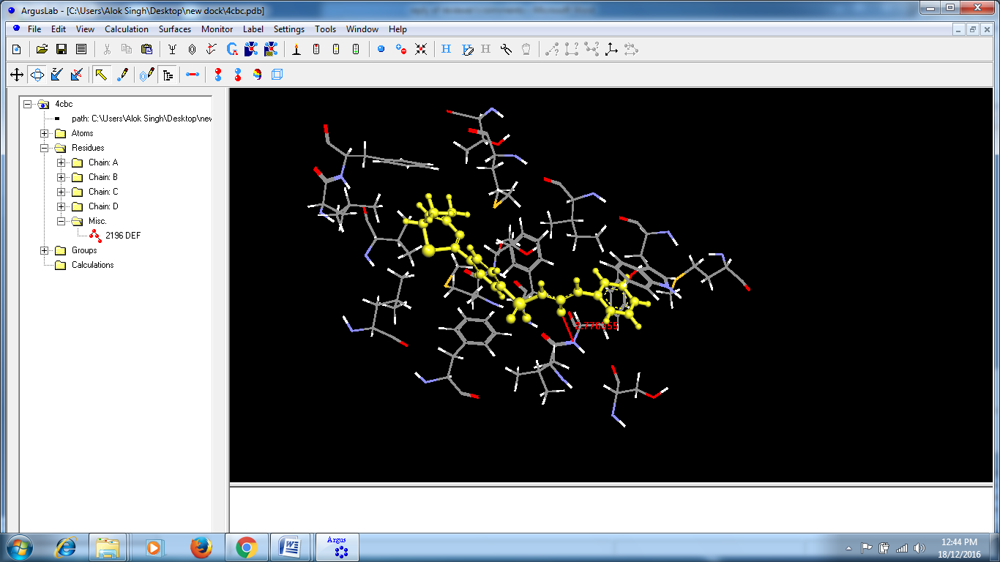 ArgusLab - [C:\Users\Alok Singh\Desktop\new dock\4cbc.pdb]
File Edit View Calculation Surfaces Monitor Label Settings Tools Window Help
4cbc
path: C:\Users\Alok Singh\Desktop\new
Atoms
Residues
Chain: A
Chain: B
Chain: C
Chain: D
Misc.
2196 DEF
Groups
Calculations
Argus
12:44 PM
18/12/2016